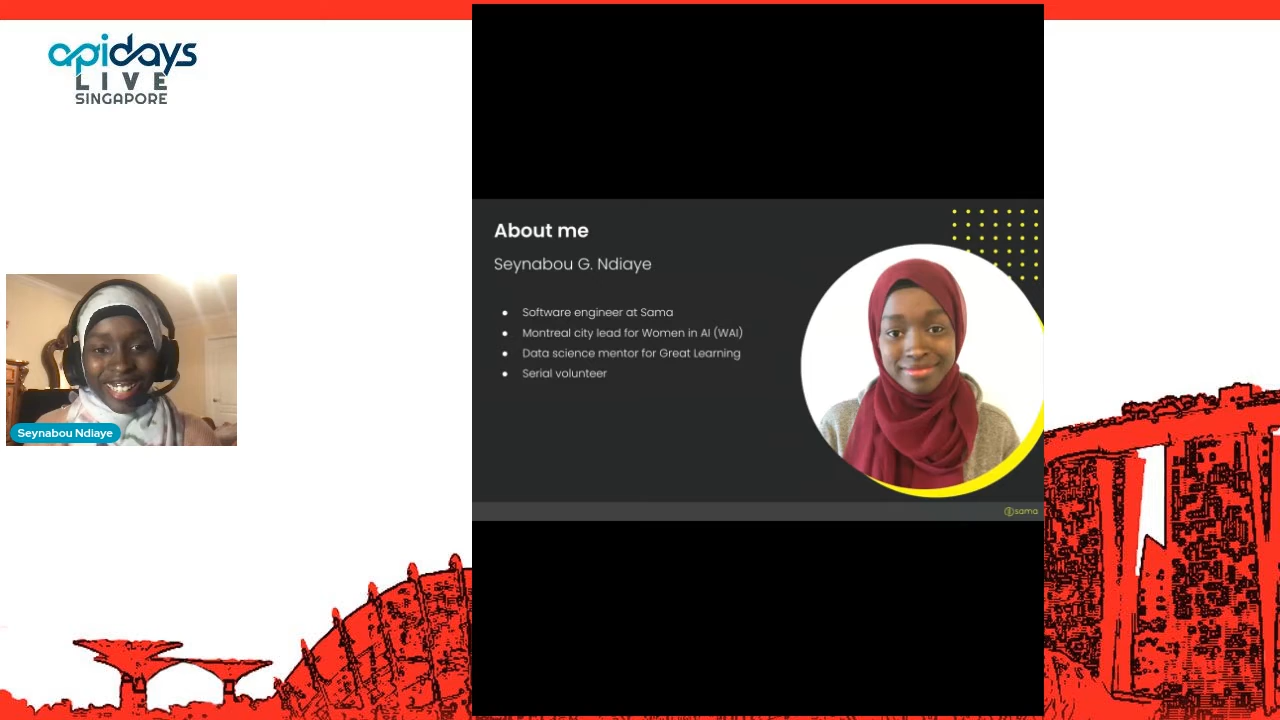 apidays
LIVE
SINGAPORE
About me
Seynabou G. Ndiaye
● Software engineer at Sama
● Montreal city lead for Women in AI (WAI)
● Data science mentor for Great Learning
● Serial volunteer
Seynabou Ndiaye
sama